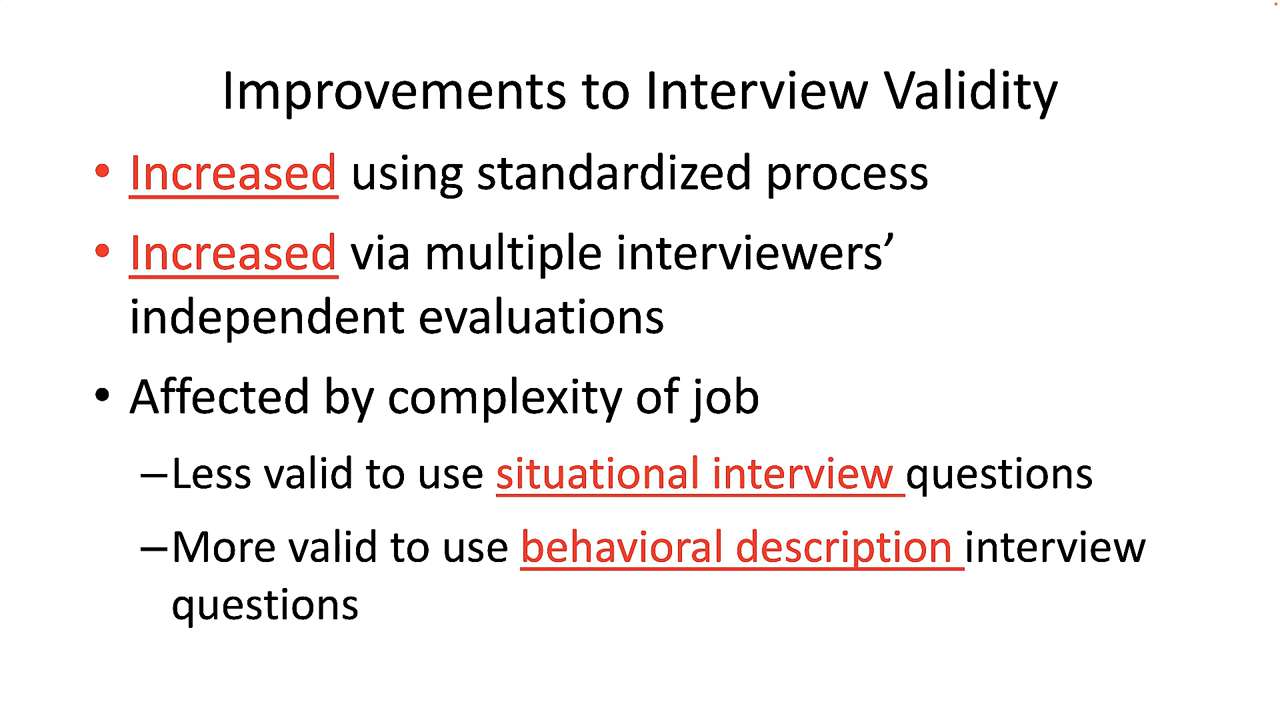 Improvements to Interview Validity
• Increased using standardized process
• Increased via multiple interviewers’
independent evaluations
• Affected by complexity of job
–Less valid to use situational interview questions
–More valid to use behavioral description interview
questions